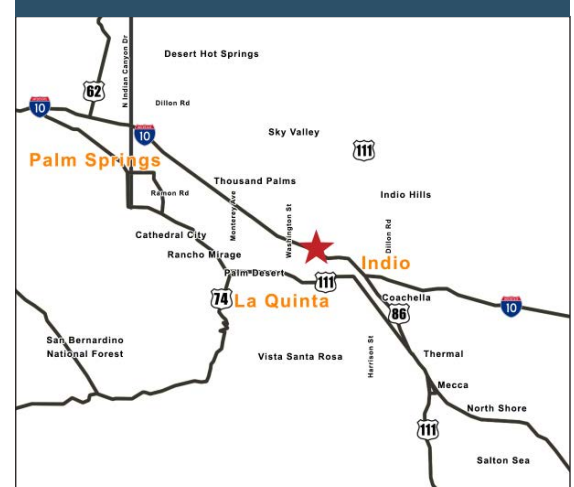 Desert Hot Springs
N Indian Canyon Dr
62
10
Dillon Rd
10
Sky Valley
111
Palm Springs
Thousand Palms
Ramon Rd
Monterey Ave
Indio Hills
Washington St
Dillon Rd
Cathedral City
Rancho Mirage
Indio
Palm Desert
111
74
La Quinta
Coachella
86
10
San Bernardino
National Forest
Vista Santa Rosa
Harrison St
Thermal
Mecca
North Shore
111
Salton Sea